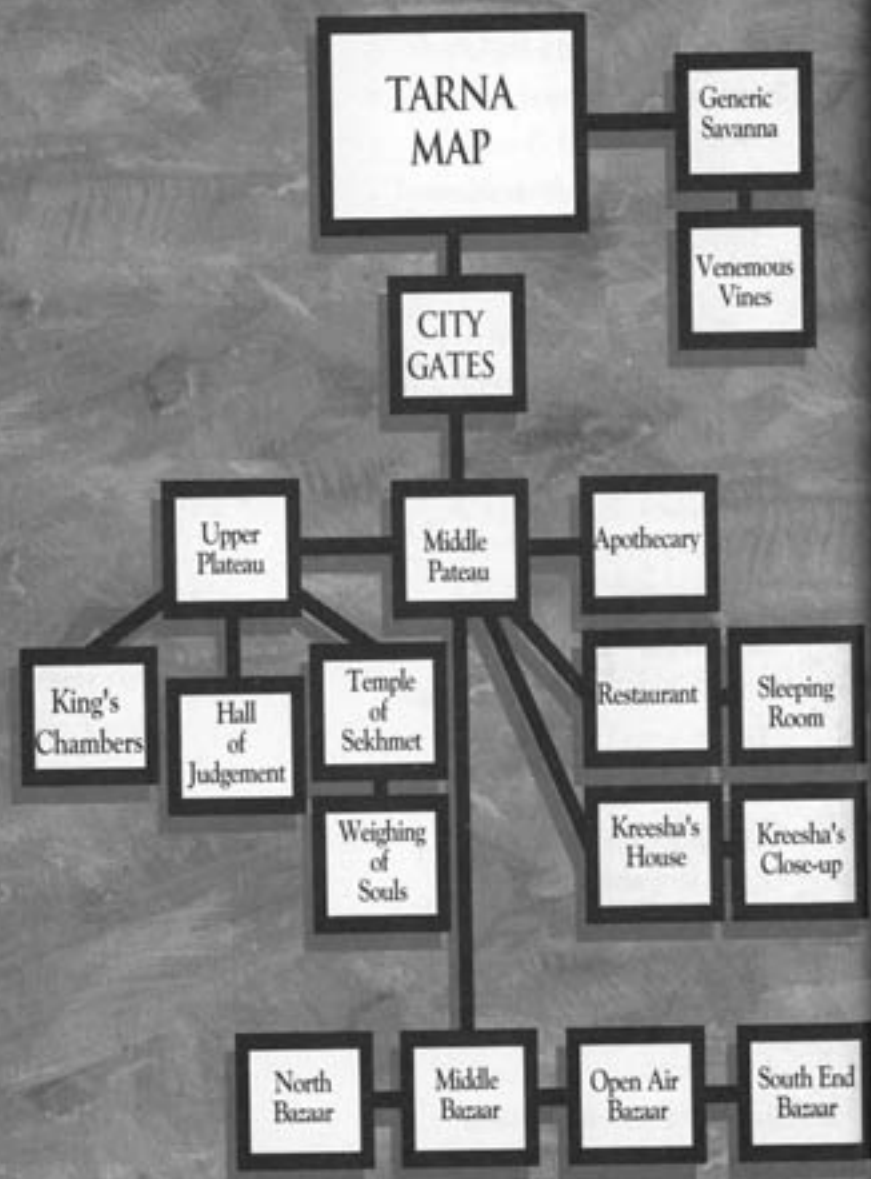 TARNA
MAP
Generic
Savanna
Venemous
Vines
CITY
GATES
Upper
Plateau
Middle
Pateau
Apothecary
King's
Chambers
Hall
of
Judgement
Temple
of
Sekhmet
Restaurant
Sleeping
Room
Weighing
of
Souls
Kreesha's
House
Kreesha's
Close-up
North
Bazaar
Middle
Bazaar
Open Air
Bazaar
South End
Bazaar